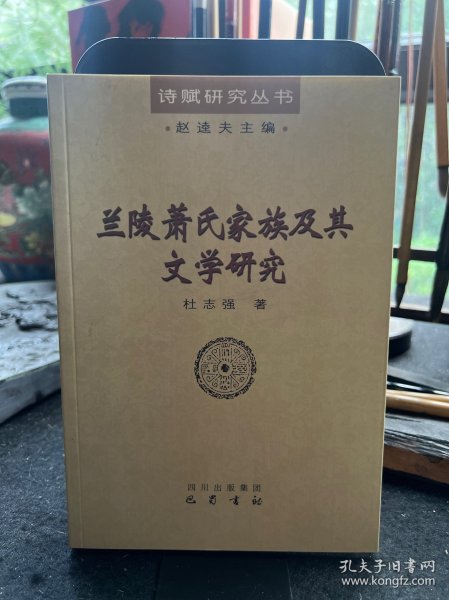 诗赋研究丛书
赵逵夫主编
兰陵萧氏家族及其
文学研究
杜志强 著
四川出版集团
巴蜀书社
孔夫子旧书网
www.kongfz.com